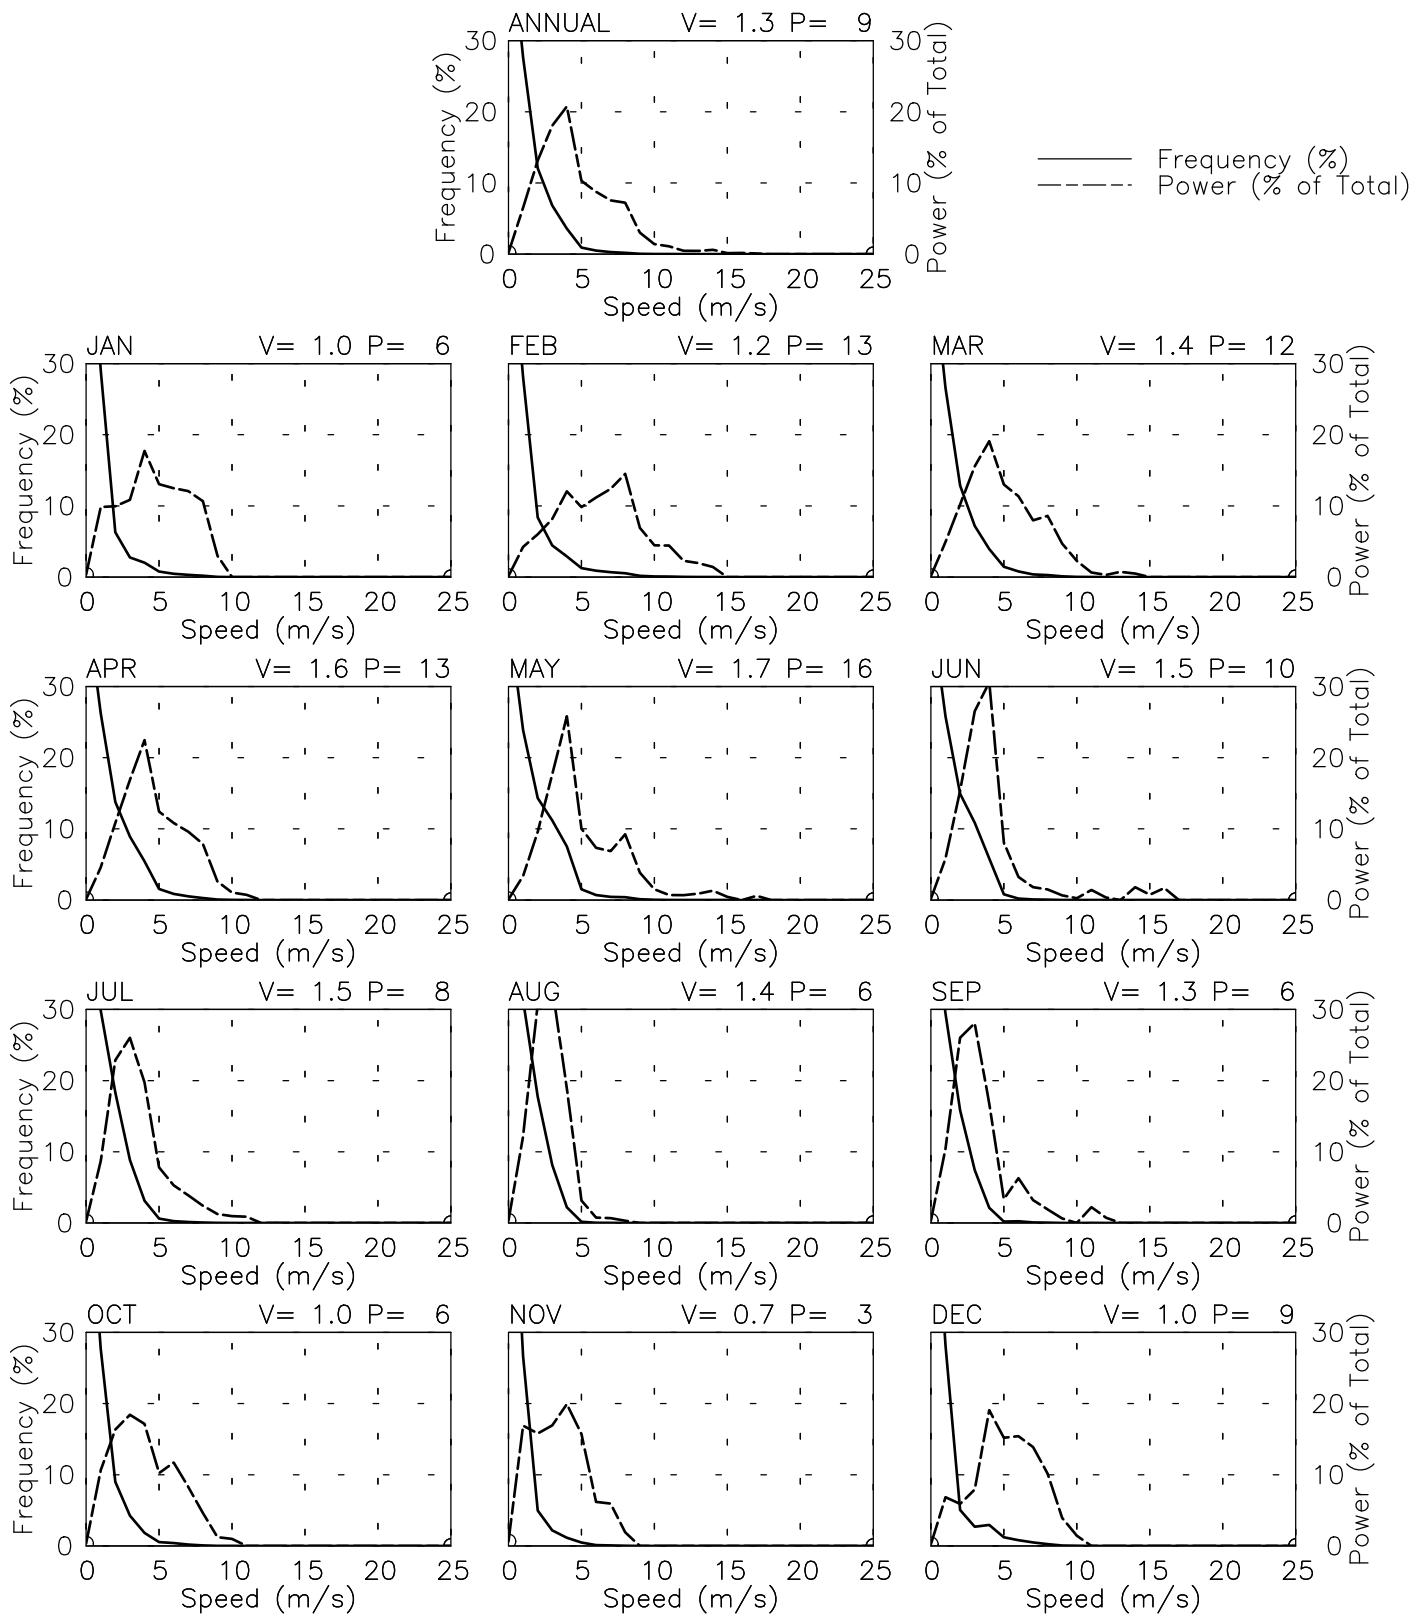 ANNUAL V= 1.3 P= 9
30 30
20 20
10 10
0 0
Frequency (%)
Power (% of Total)
0 5 10 15 20 25
Speed (m/s)
Frequency (%)
Power (% of Total)
JAN V= 1.0 P= 6
FEB V= 1.2 P= 13
MAR V= 1.4 P= 12
30 30
20 20
10 10
0 0
Frequency (%)
Power (% of Total)
0 5 10 15 20 25
0 5 10 15 20 25
0 5 10 15 20 25
Speed (m/s)
Speed (m/s)
Speed (m/s)
APR V= 1.6 P= 13
MAY V= 1.7 P= 16
JUN V= 1.5 P= 10
30 30
20 20
10 10
0 0
Frequency (%)
Power (% of Total)
0 5 10 15 20 25
0 5 10 15 20 25
0 5 10 15 20 25
Speed (m/s)
Speed (m/s)
Speed (m/s)
JUL V= 1.5 P= 8
AUG V= 1.4 P= 6
SEP V= 1.3 P= 6
30 30
20 20
10 10
0 0
Frequency (%)
Power (% of Total)
0 5 10 15 20 25
0 5 10 15 20 25
0 5 10 15 20 25
Speed (m/s)
Speed (m/s)
Speed (m/s)
OCT V= 1.0 P= 6
NOV V= 0.7 P= 3
DEC V= 1.0 P= 9
30 30
20 20
10 10
0 0
Frequency (%)
Power (% of Total)
0 5 10 15 20 25
0 5 10 15 20 25
0 5 10 15 20 25
Speed (m/s)
Speed (m/s)
Speed (m/s)